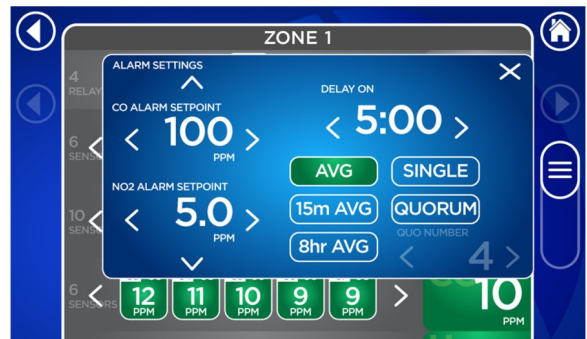 ZONE 1
ALARM SETTINGS
4
RELAY
CO ALARM SETPOINT
100
PPM
DELAY ON
5:00
6
SENSORS
AVG
SINGLE
NO2 ALARM SETPOINT
5.0
PPM
15m AVG
QUORUM
10
QUO NUMBER
8hr AVG
4
6
SENSORS
12
PPM
11
PPM
10
PPM
9
PPM
9
PPM
10
PPM